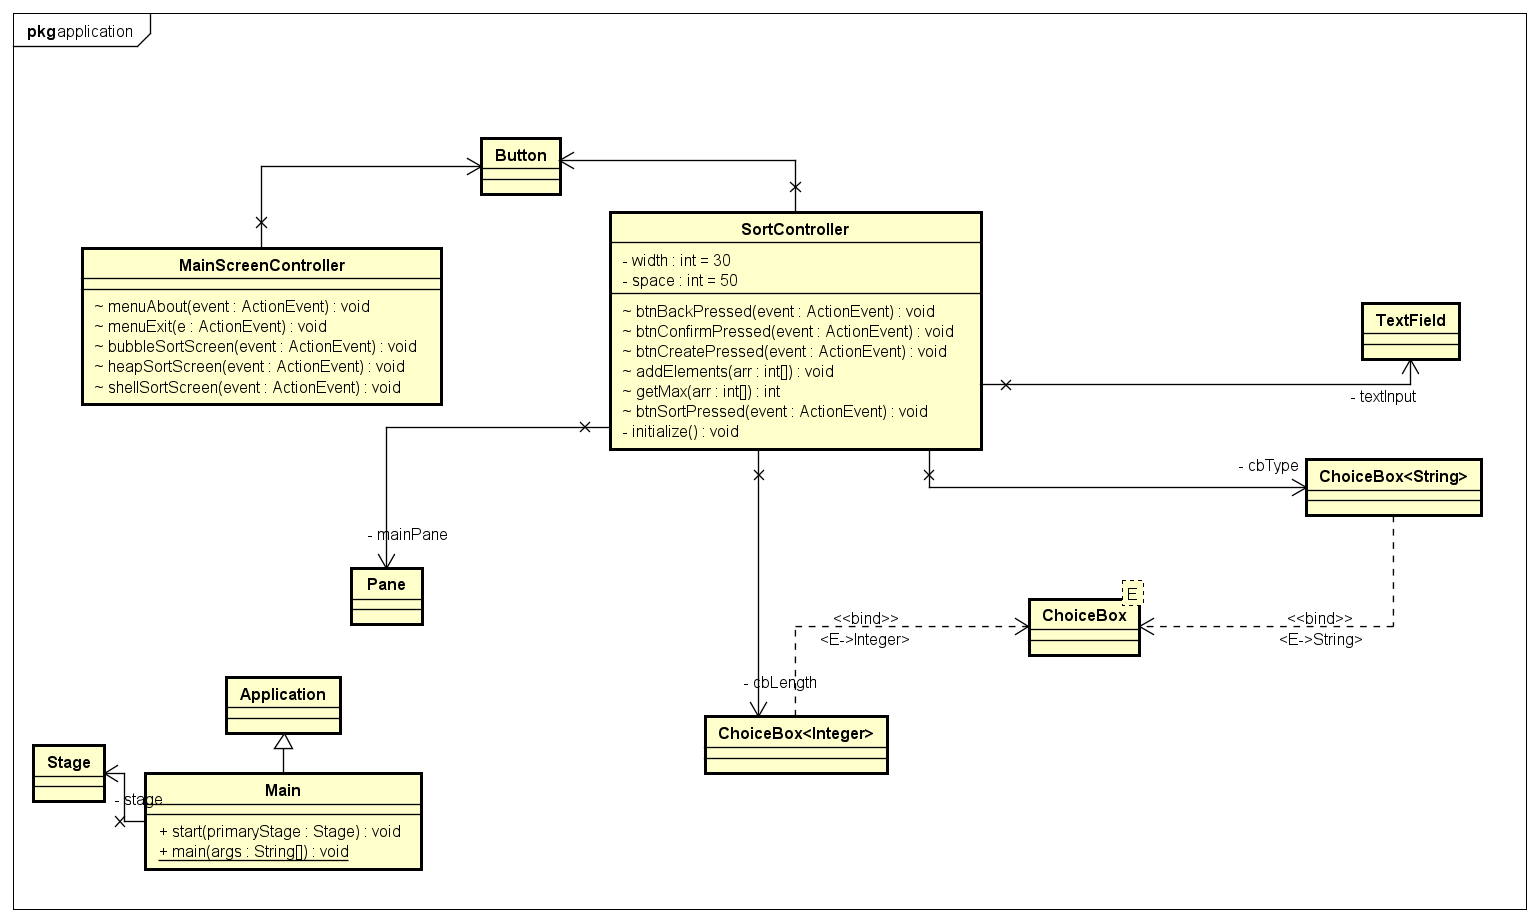 pkg application
Button
MainScreenController
~ menuAbout(event : ActionEvent) : void
~ menuExit(e : ActionEvent) : void
~ bubbleSortScreen(event : ActionEvent) : void
~ heapSortScreen(event : ActionEvent) : void
~ shellSortScreen(event : ActionEvent) : void
SortController
- width : int = 30
- space : int = 50
~ btnBackPressed(event : ActionEvent) : void
~ btnConfirmPressed(event : ActionEvent) : void
~ btnCreatePressed(event : ActionEvent) : void
~ addElements(arr : int[]) : void
~ getMax(arr : int[]) : int
~ btnSortPressed(event : ActionEvent) : void
- initialize() : void
TextField
- textInput
- cbType
ChoiceBox<String>
- mainPane
Pane
E
ChoiceBox
<<bind>>
<E->Integer>
<<bind>>
<E->String>
- cbLength
ChoiceBox<Integer>
Application
Stage
- stage
Main
+ start(primaryStage : Stage) : void
+ main(args : String[]) : void